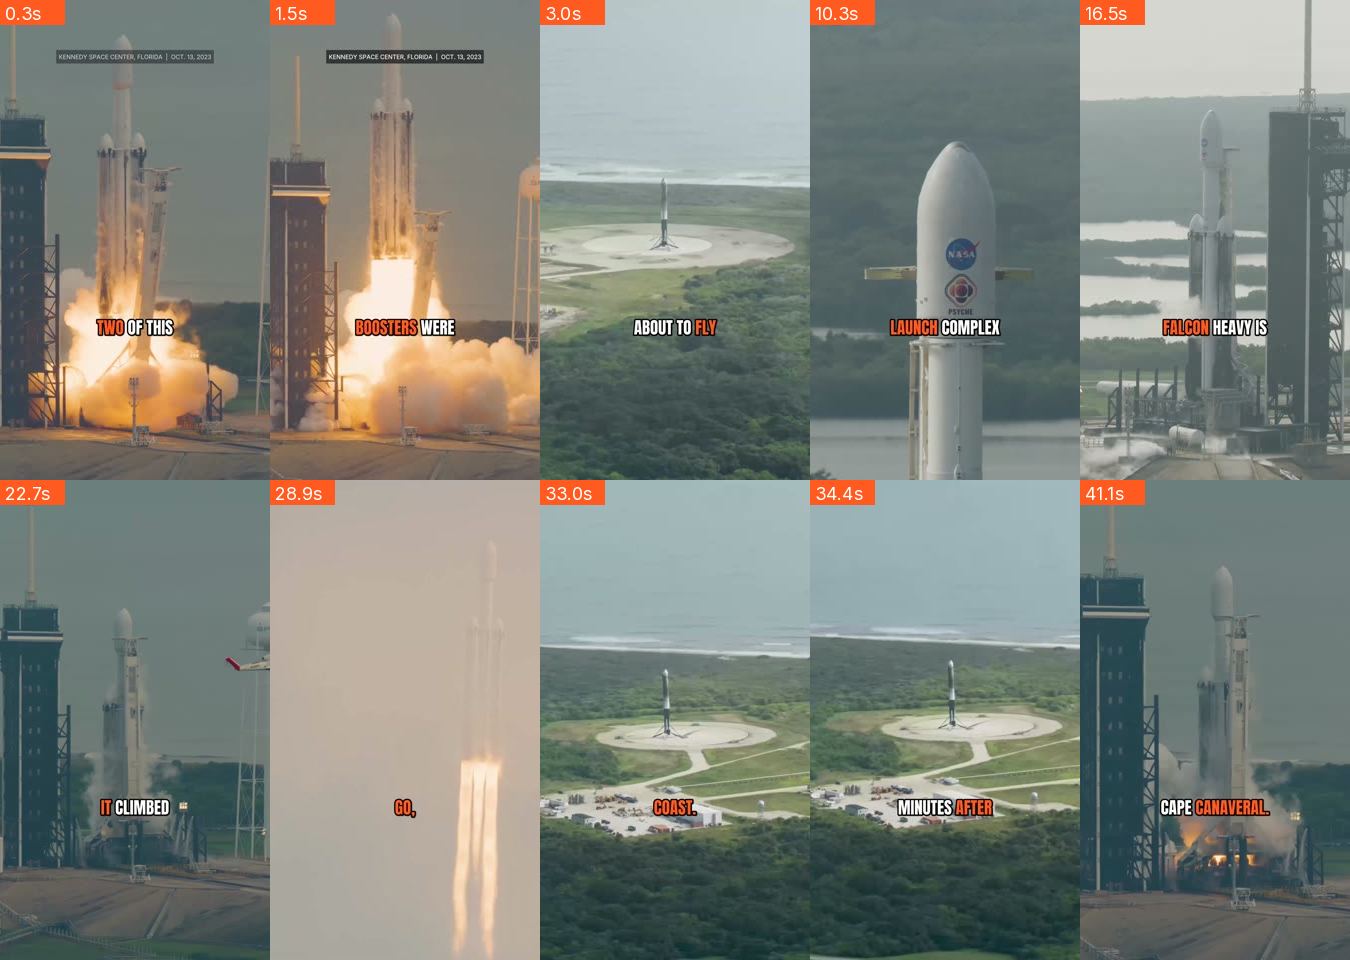 0.3s
KENNEDY SPACE CENTER, FLORIDA | OCT. 13, 2023
TWO OF THIS
1.5s
KENNEDY SPACE CENTER, FLORIDA | OCT. 13, 2023
BOOSTERS WERE
3.0s
ABOUT TO FLY
10.3s
NASA
PSYCHE
LAUNCH COMPLEX
16.5s
FALCON HEAVY IS
22.7s
IT CLIMBED
28.9s
GO,
33.0s
COAST.
34.4s
MINUTES AFTER
41.1s
CAPE CANAVERAL.